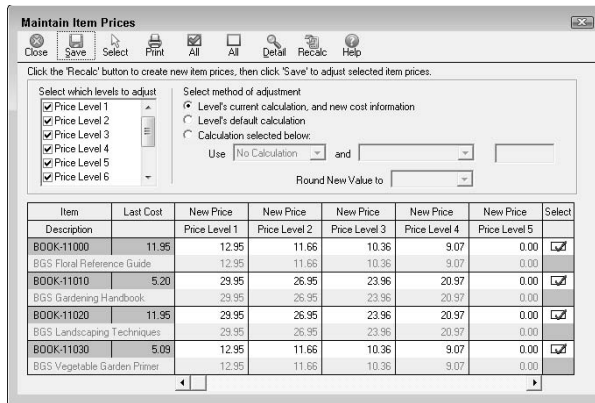 Maintain Item Prices
Close Save Select Print All All Detail Recalc Help
Click the 'Recalc' button to create new item prices, then click 'Save' to adjust selected item prices.
Select which levels to adjust
Price Level 1
Price Level 2
Price Level 3
Price Level 4
Price Level 5
Price Level 6
Select method of adjustment
Level's current calculation, and new cost information
Level's default calculation
Calculation selected below:
Use No Calculation and
Round New Value to
Item Last Cost New Price New Price New Price New Price New Price Select
Description Price Level 1 Price Level 2 Price Level 3 Price Level 4 Price Level 5
BOOK-11000 11.95 12.95 11.66 10.36 9.07 0.00
BGS Floral Reference Guide 12.95 11.66 10.36 9.07 0.00
BOOK-11010 5.20 29.95 26.95 23.96 20.97 0.00
BGS Gardening Handbook 29.95 26.95 23.96 20.97 0.00
BOOK-11020 11.95 29.95 26.95 23.96 20.97 0.00
BGS Landscaping Techniques 29.95 26.95 23.96 20.97 0.00
BOOK-11030 5.09 12.95 11.66 10.36 9.07 0.00
BGS Vegetable Garden Primer 12.95 11.66 10.36 9.07 0.00